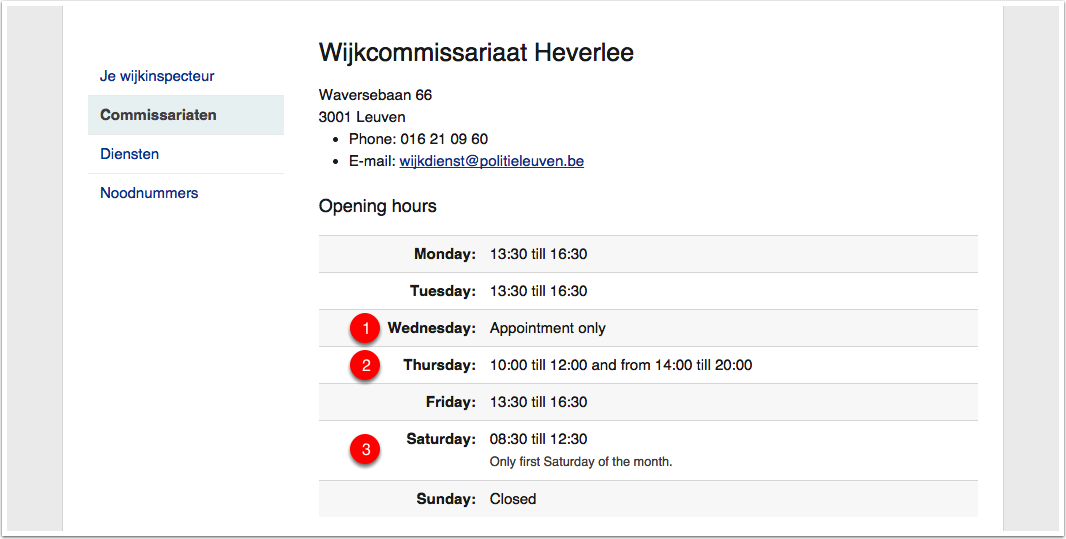 Je wijkinspecteur
Commissariaten
Diensten
Noodnummers
Wijkcommissariaat Heverlee
Waversebaan 66
3001 Leuven
• Phone: 016 21 09 60
• E-mail: wijkdienst@politieleuven.be
Opening hours
Monday: 13:30 till 16:30
Tuesday: 13:30 till 16:30
1 Wednesday: Appointment only
2 Thursday: 10:00 till 12:00 and from 14:00 till 20:00
Friday: 13:30 till 16:30
3 Saturday: 08:30 till 12:30
Only first Saturday of the month.
Sunday: Closed